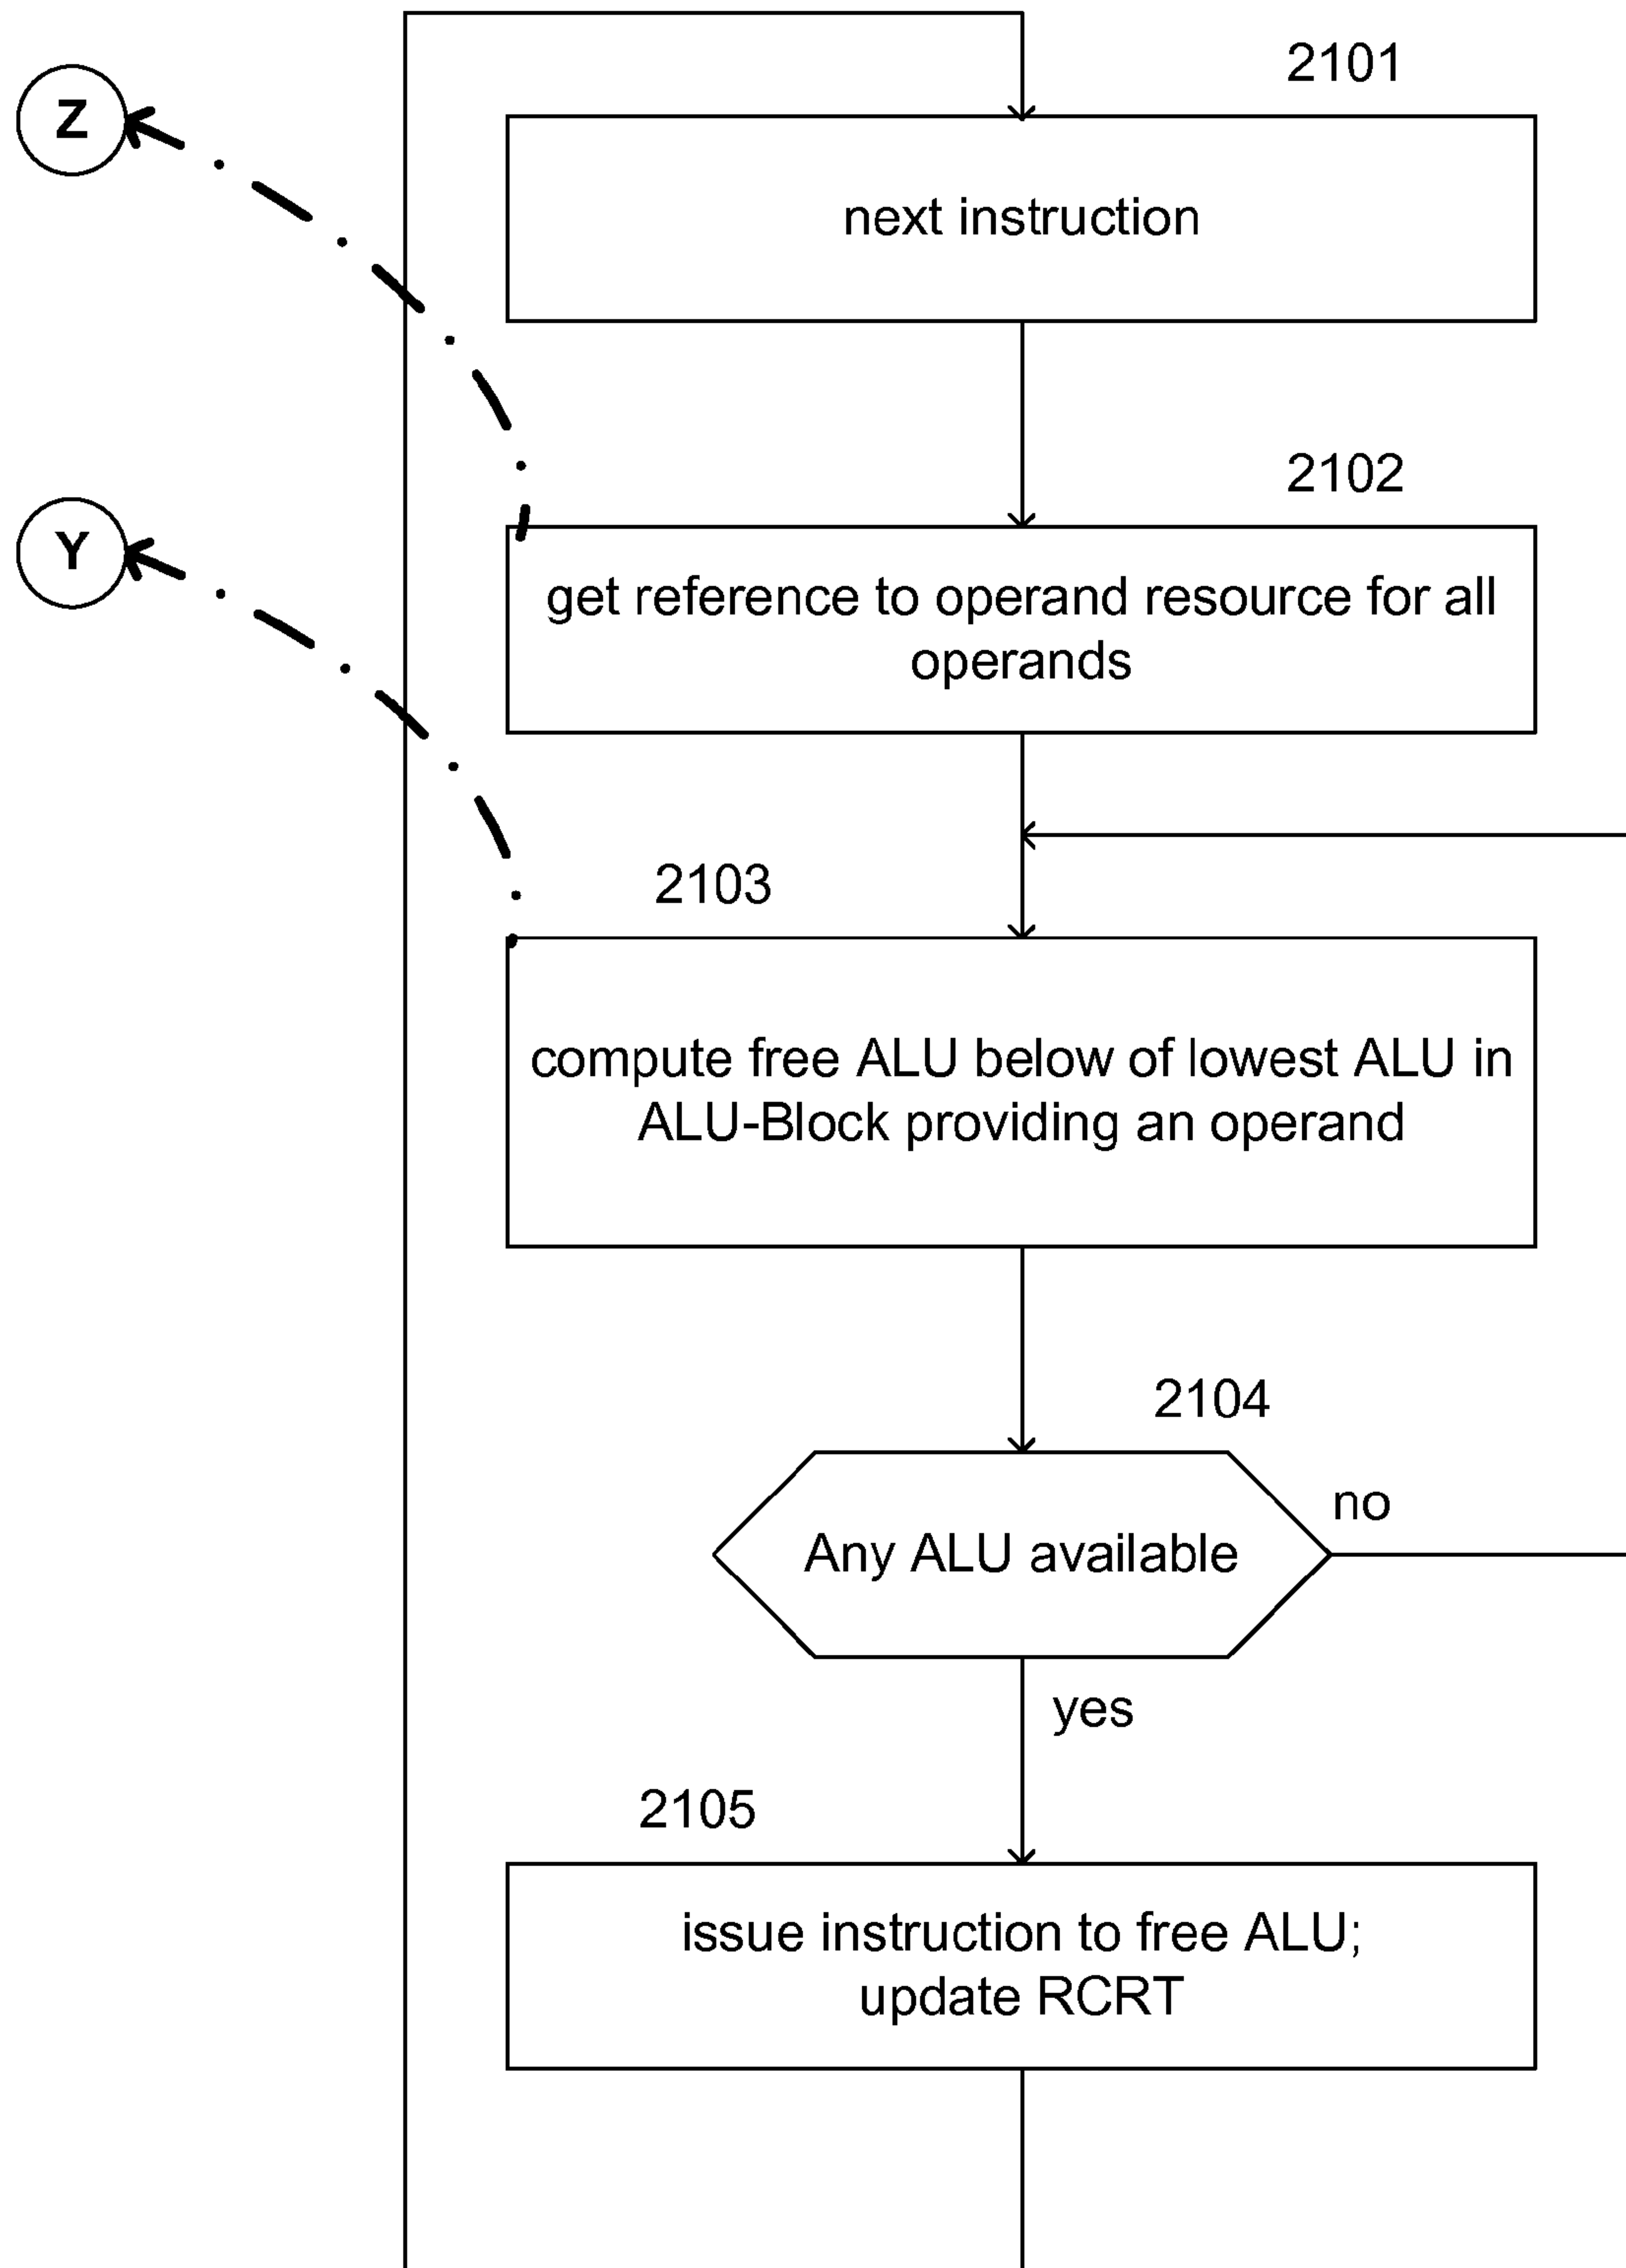 2101
Z
next instruction
2102
Y
get reference to operand resource for all
operands
2103
compute free ALU below of lowest ALU in
ALU-Block providing an operand
2104
no
Any ALU available
yes
2105
issue instruction to free ALU;
update RCRT